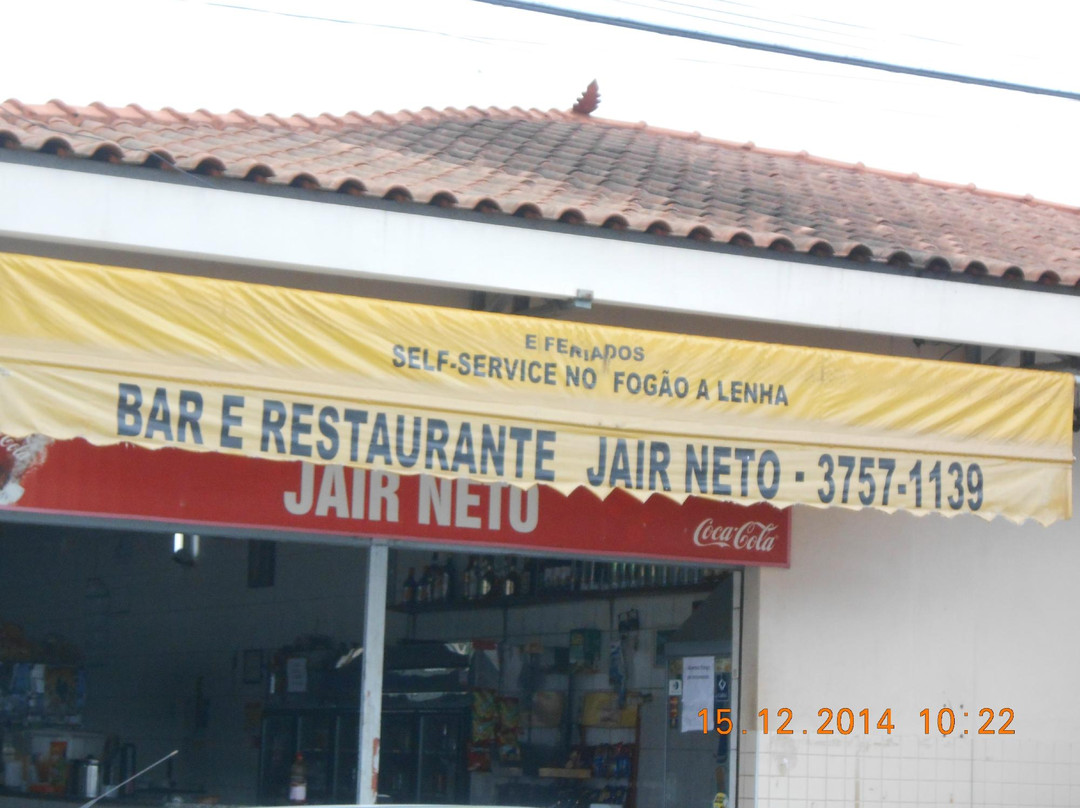 E FERIADOS
SELF-SERVICE NO FOGÃO A LENHA
BAR E RESTAURANTE JAIR NETO - 3757-1139
JAIR NETO
Coca-Cola
15.12.2014 10:22